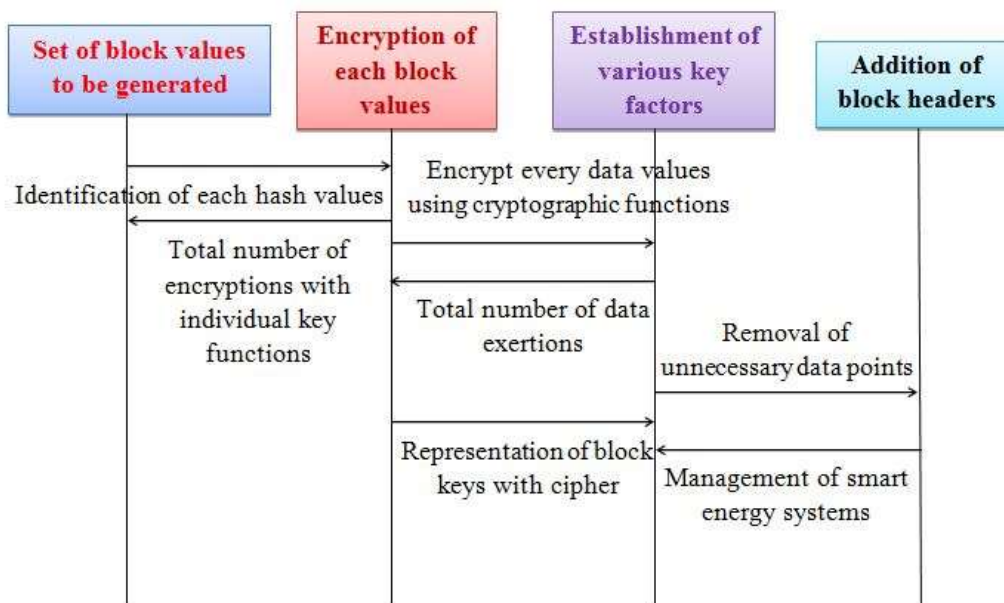 Set of block values
to be generated
Encryption of
each block
values
Establishment of
various key
factors
Addition of
block headers
Identification of each hash values
Encrypt every data values
using cryptographic functions
Total number of
encryptions with
individual key
functions
Total number of data
exertions
Removal of
unnecessary data points
Representation of block
keys with cipher
Management of smart
energy systems